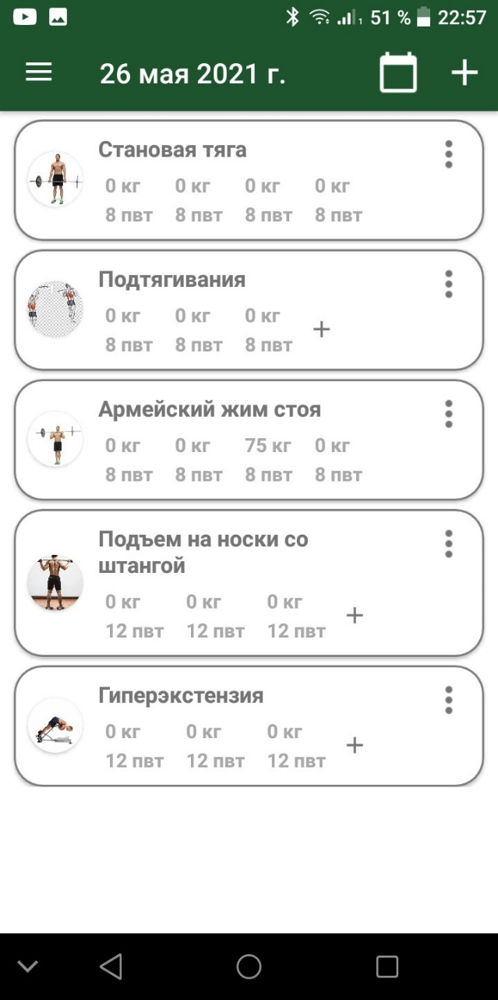 51 % 22:57
26 мая 2021 г.
Становая тяга
0 кг 0 кг 0 кг 0 кг
8 пвт 8 пвт 8 пвт 8 пвт
Подтягивания
0 кг 0 кг 0 кг
8 пвт 8 пвт 8 пвт
Армейский жим стоя
0 кг 0 кг 75 кг 0 кг
8 пвт 8 пвт 8 пвт 8 пвт
Подъем на носки со
штангой
0 кг 0 кг 0 кг
12 пвт 12 пвт 12 пвт
Гиперэкстензия
0 кг 0 кг 0 кг
12 пвт 12 пвт 12 пвт